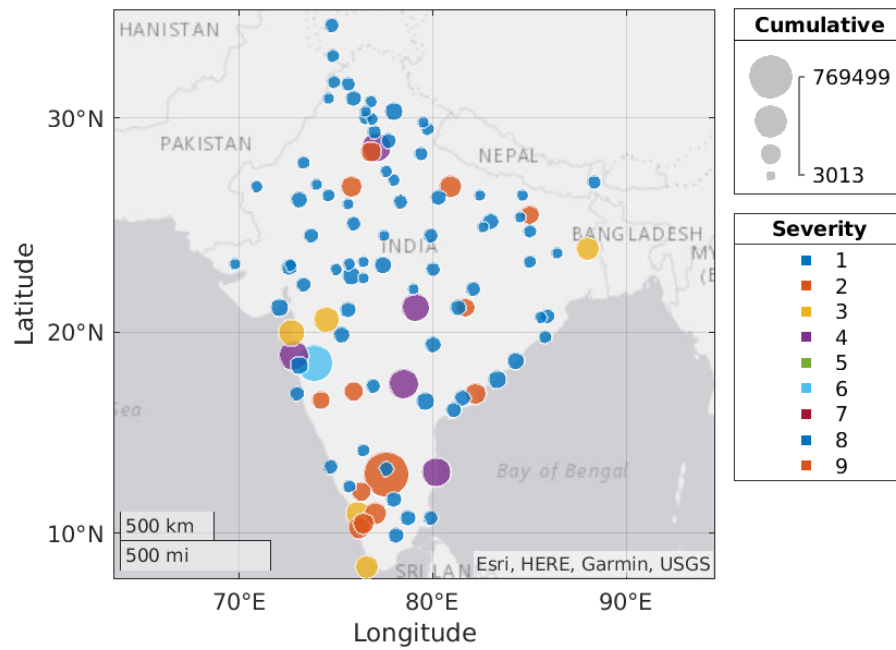 HANISTAN
PAKISTAN
NEPAL
INDIA
BANGLADESH
MY
(B
Sea
Bay of Bengal
SRI LANKA
500 km
500 mi
Esri, HERE, Garmin, USGS
30°N
20°N
10°N
Latitude
70°E
80°E
90°E
Longitude
Cumulative
769499
3013
Severity
1
2
3
4
5
6
7
8
9